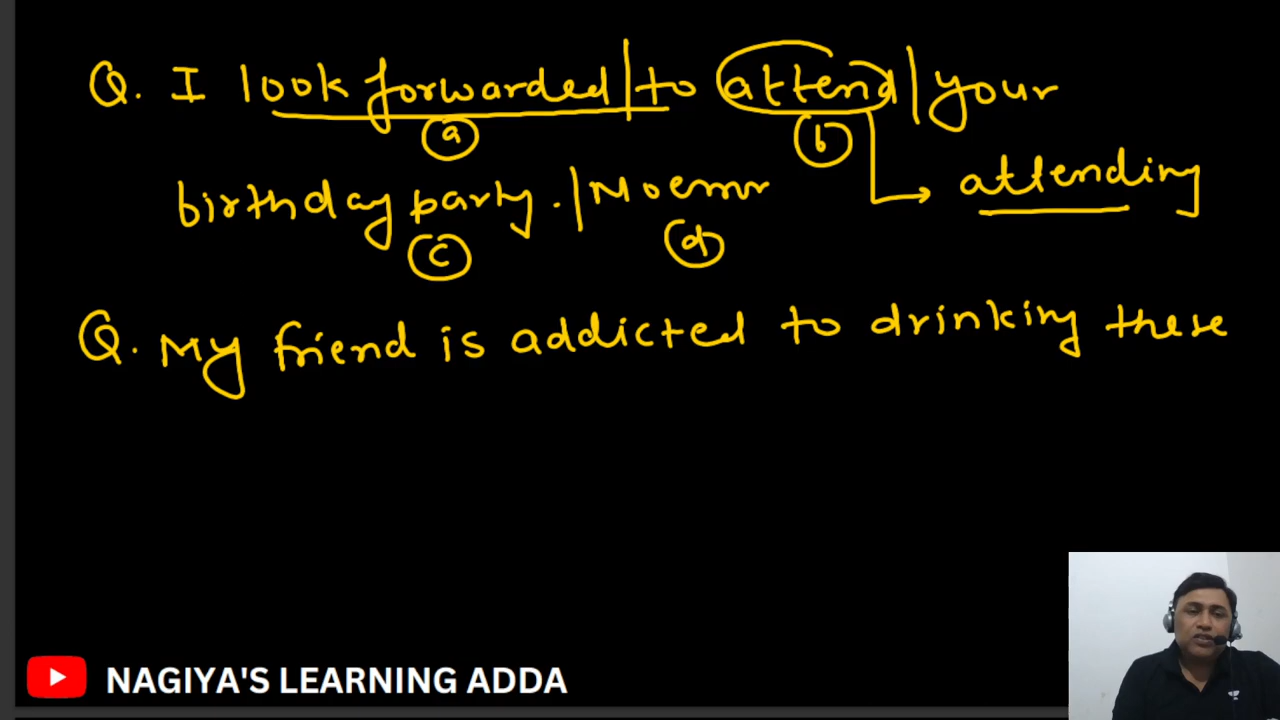 Q. I look forwarded | to attend | your
a b
birthday party. | No error attending
c d
Q. My friend is addicted to drinking these
NAGIYA'S LEARNING ADDA